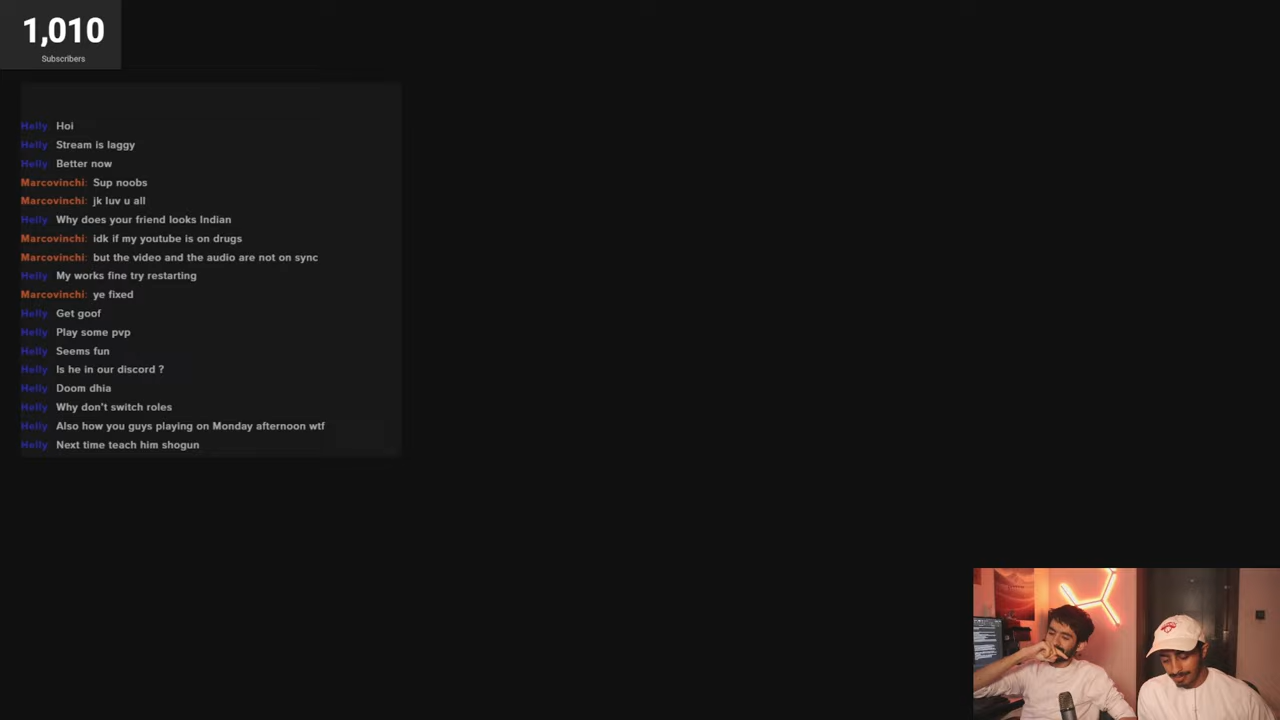 1,010
Subscribers
Helly: Hoi
Helly: Stream is laggy
Helly: Better now
Marcovinchi: Sup noobs
Marcovinchi: jk luv u all
Helly: Why does your friend looks Indian
Marcovinchi: idk if my youtube is on drugs
Marcovinchi: but the video and the audio are not on sync
Helly: My works fine try restarting
Marcovinchi: ye fixed
Helly: Get goof
Helly: Play some pvp
Helly: Seems fun
Helly: Is he in our discord ?
Helly: Doom dhia
Helly: Why don't switch roles
Helly: Also how you guys playing on Monday afternoon wtf
Helly: Next time teach him shogun